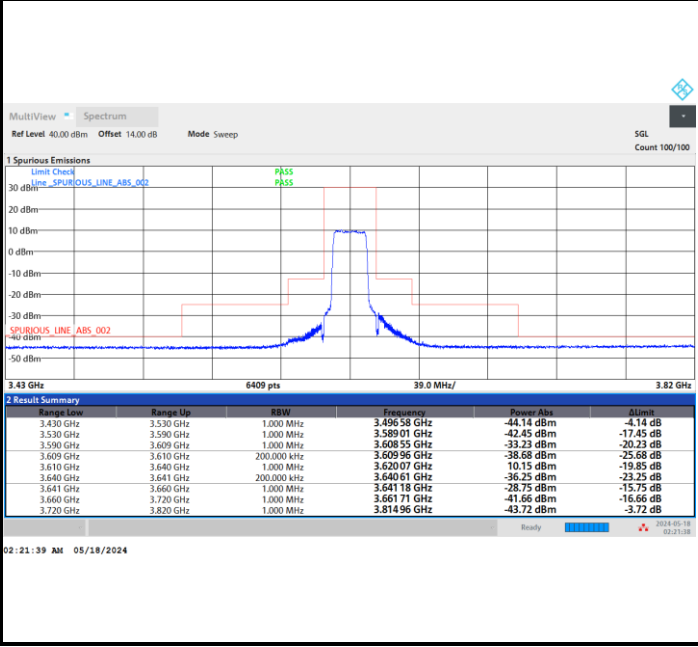 MultiView Spectrum
Ref Level 40.00 dBm Offset 14.00 dB Mode Sweep SGL
Count 100/100
1 Spurious Emissions
Limit Check PASS
Line _SPURIOUS_LINE_ABS_002 PASS
30 dBm
20 dBm
10 dBm
0 dBm
-10 dBm
-20 dBm
-30 dBm
SPURIOUS_LINE_ABS_002
-40 dBm
-50 dBm
3.43 GHz 6409 pts 39.0 MHz/ 3.82 GHz
2 Result Summary
Range Low Range Up RBW Frequency Power Abs ΔLimit
3.430 GHz 3.530 GHz 1.000 MHz 3.496 58 GHz -44.14 dBm -4.14 dB
3.530 GHz 3.590 GHz 1.000 MHz 3.589 01 GHz -42.45 dBm -17.45 dB
3.590 GHz 3.609 GHz 1.000 MHz 3.608 55 GHz -33.23 dBm -20.23 dB
3.609 GHz 3.610 GHz 200.000 kHz 3.609 96 GHz -38.68 dBm -25.68 dB
3.610 GHz 3.640 GHz 1.000 MHz 3.620 07 GHz 10.15 dBm -19.85 dB
3.640 GHz 3.641 GHz 200.000 kHz 3.640 61 GHz -36.25 dBm -23.25 dB
3.641 GHz 3.660 GHz 1.000 MHz 3.641 18 GHz -28.75 dBm -15.75 dB
3.660 GHz 3.720 GHz 1.000 MHz 3.661 71 GHz -41.66 dBm -16.66 dB
3.720 GHz 3.820 GHz 1.000 MHz 3.814 96 GHz -43.72 dBm -3.72 dB
Ready 2024-05-18
02:21:38
02:21:39 AM 05/18/2024